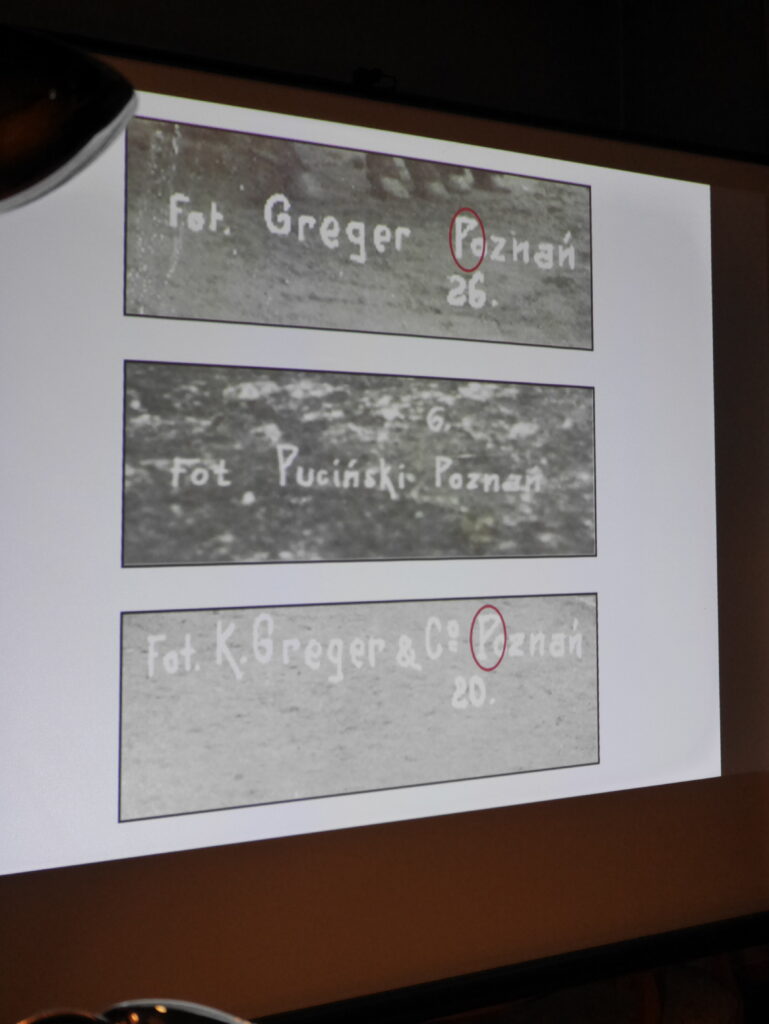 Fot. Greger Poznań
26.
6.
Fot Puciński Poznań
Fot. K. Greger & Cº Poznań
20.